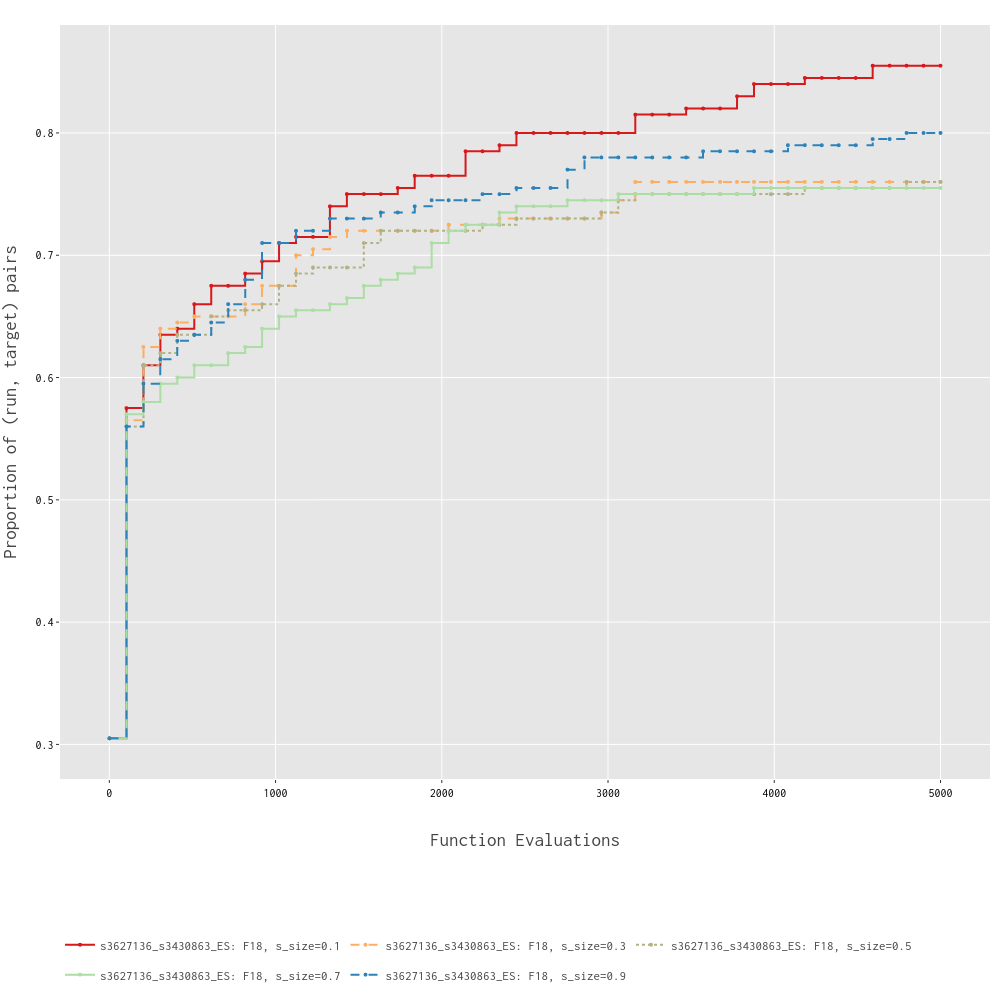 Proportion of (run, target) pairs
0.8
0.7
0.6
0.5
0.4
0.3
0 1000 2000 3000 4000 5000
Function Evaluations
s3627136_s3430863_ES: F18, s_size=0.1 s3627136_s3430863_ES: F18, s_size=0.3 s3627136_s3430863_ES: F18, s_size=0.5
s3627136_s3430863_ES: F18, s_size=0.7 s3627136_s3430863_ES: F18, s_size=0.9